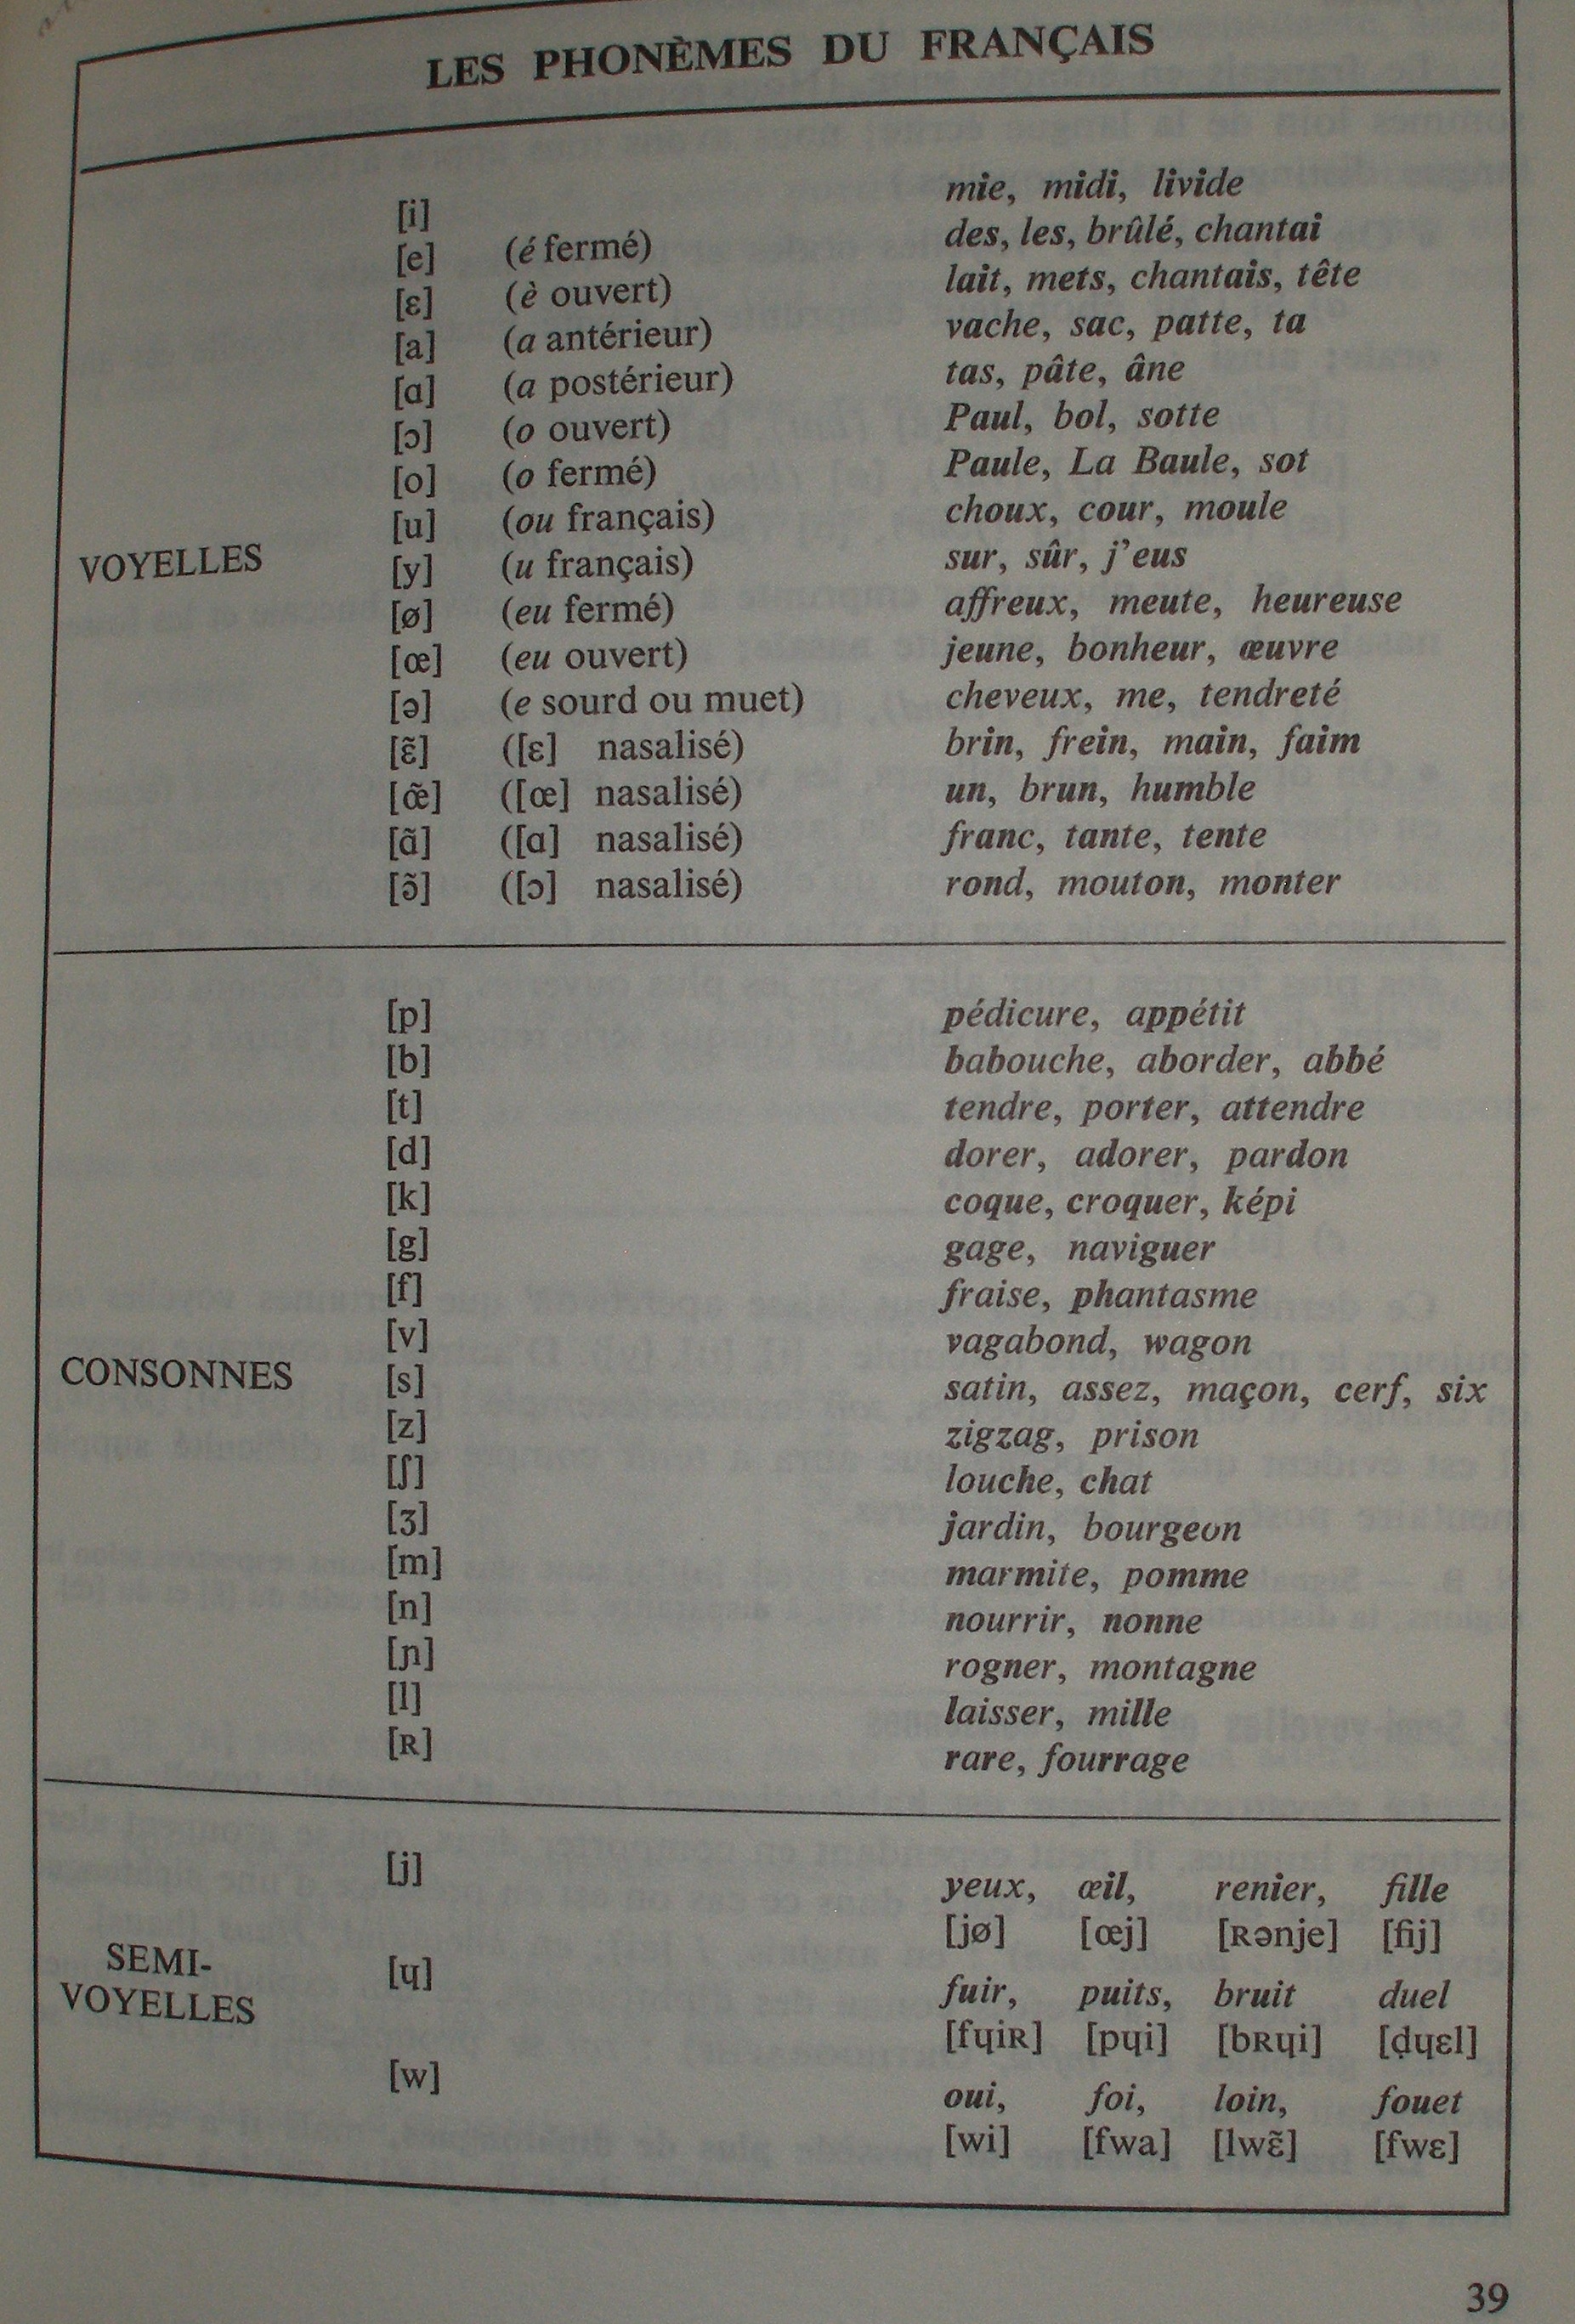 LES PHONÈMES DU FRANÇAIS
VOYELLES
[i] mie, midi, livide
[e] (é fermé) des, les, brûlé, chantai
[ɛ] (è ouvert) lait, mets, chantais, tête
[a] (a antérieur) vache, sac, patte, ta
[ɑ] (a postérieur) tas, pâte, âne
[ɔ] (o ouvert) Paul, bol, sotte
[o] (o fermé) Paule, La Baule, sot
[u] (ou français) choux, cour, moule
[y] (u français) sur, sûr, j'eus
[ø] (eu fermé) affreux, meute, heureuse
[œ] (eu ouvert) jeune, bonheur, œuvre
[ə] (e sourd ou muet) cheveux, me, tendreté
[ɛ̃] ([ɛ] nasalisé) brin, frein, main, faim
[œ̃] ([œ] nasalisé) un, brun, humble
[ɑ̃] ([ɑ] nasalisé) franc, tante, tente
[ɔ̃] ([ɔ] nasalisé) rond, mouton, monter
CONSONNES
[p] pédicure, appétit
[b] babouche, aborder, abbé
[t] tendre, porter, attendre
[d] dorer, adorer, pardon
[k] coque, croquer, képi
[g] gage, naviguer
[f] fraise, phantasme
[v] vagabond, wagon
[s] satin, assez, maçon, cerf, six
[z] zigzag, prison
[ʃ] louche, chat
[ʒ] jardin, bourgeon
[m] marmite, pomme
[n] nourrir, nonne
[ɲ] rogner, montagne
[l] laisser, mille
[ʀ] rare, fourrage
SEMI-
VOYELLES
[j] yeux, œil, renier, fille
[jø] [œj] [ʀənje] [fij]
[ɥ] fuir, puits, bruit duel
[fɥiʀ] [pɥi] [bʀɥi] [ḍɥɛl]
[w] oui, foi, loin, fouet
[wi] [fwa] [lwɛ̃] [fwɛ]
39